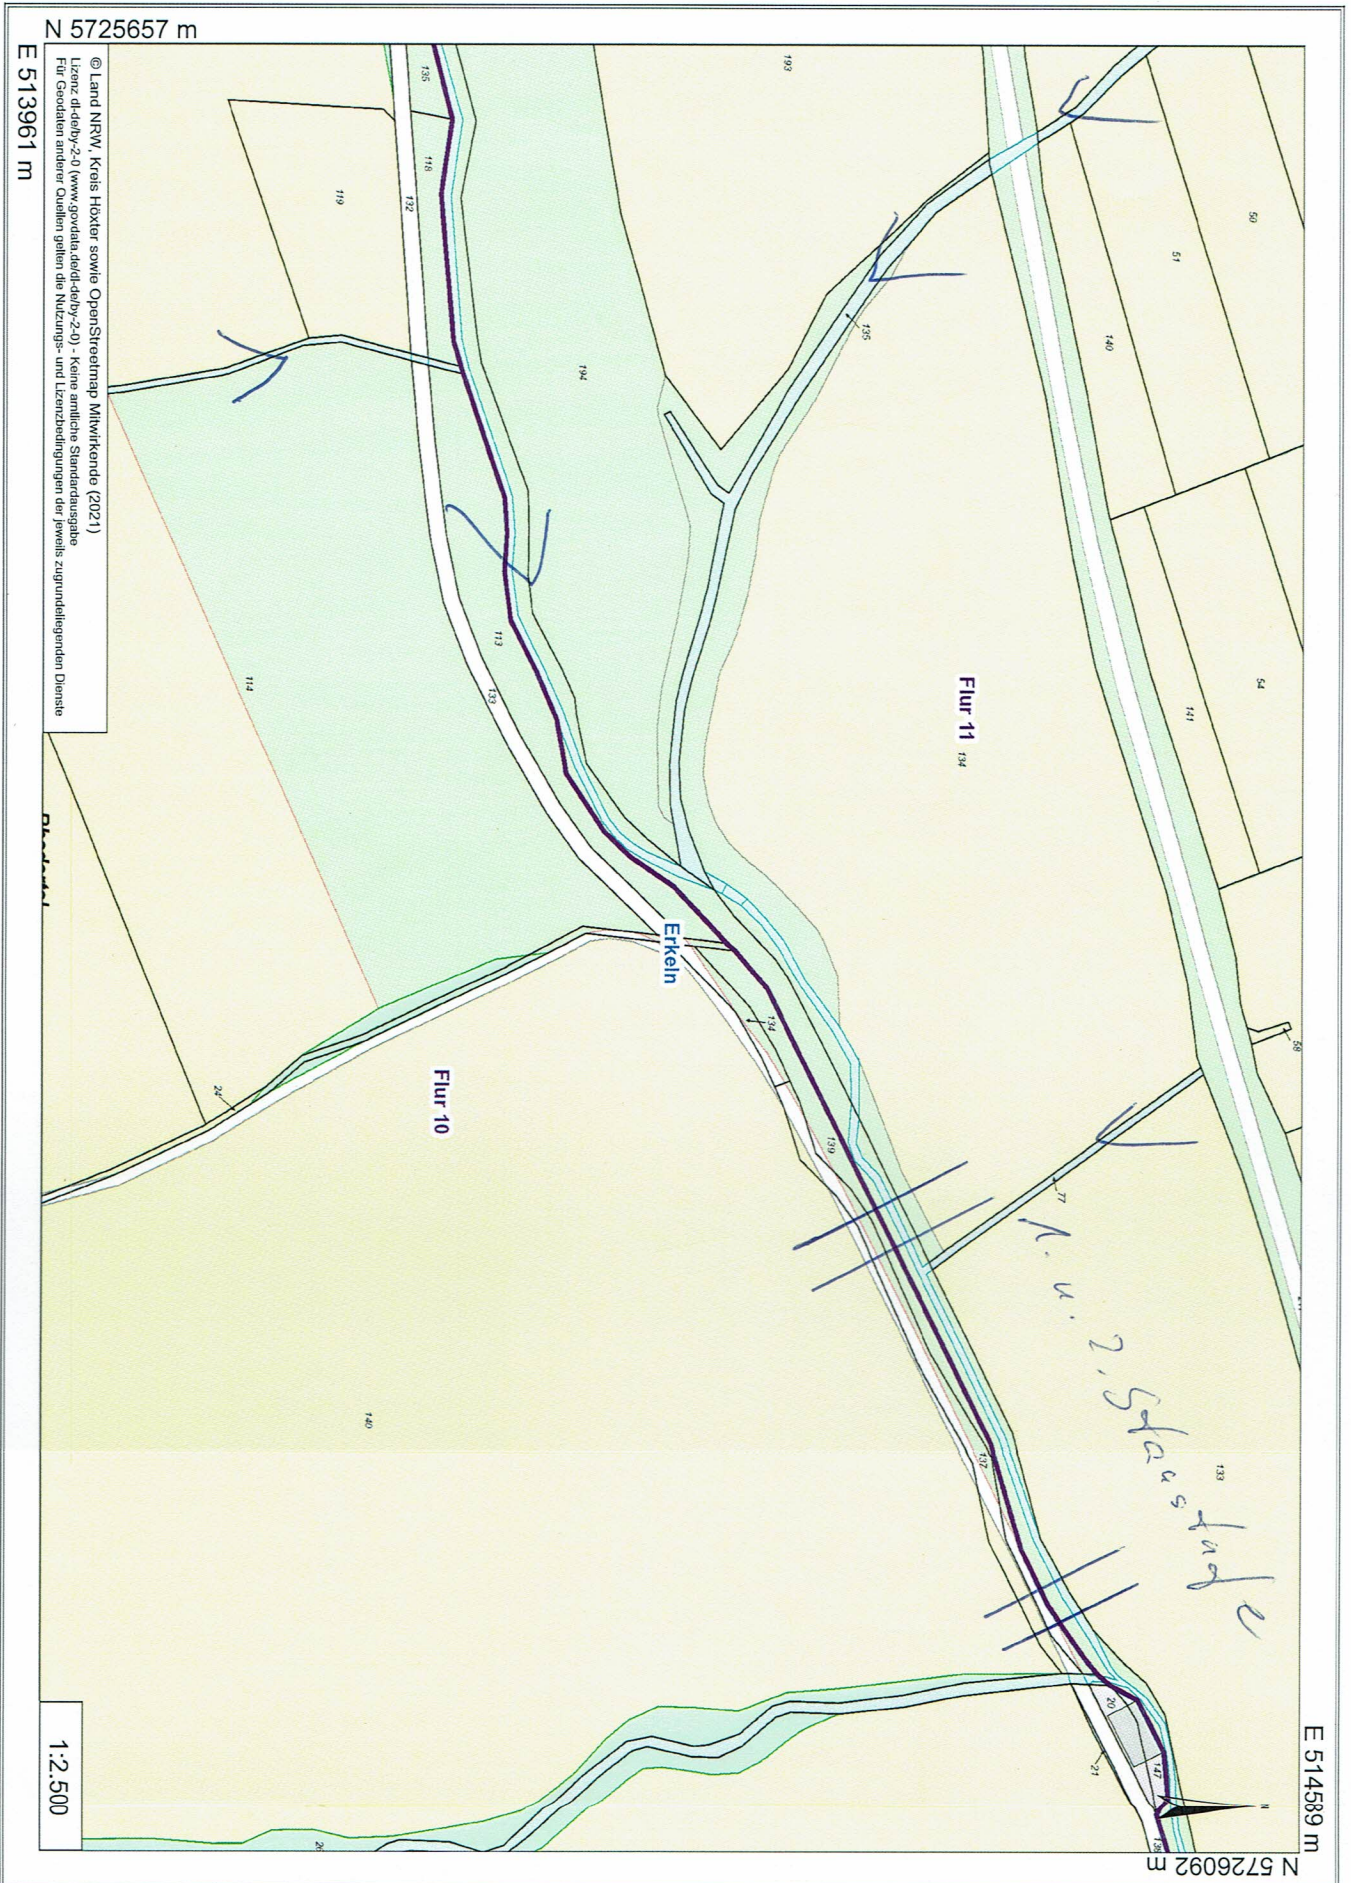 N 5725657 m
E 513961 m
© Land NRW, Kreis Höxter sowie OpenStreetmap Mitwirkende (2021)
Lizenz dl-de/by-2-0 (www.govdata.de/dl-de/by-2-0) - Keine amtliche Standardausgabe
Für Geodaten anderer Quellen gelten die Nutzungs- und Lizenzbedingungen der jeweils zugrundeliegenden Dienste
E 514589 m
N 5726092 m
1:2.500
Flur 11
Flur 10
Erkeln
1. u. 2. Staustufe
193
50
51
140
135
135
118
119
132
194
54
141
134
113
133
114
58
134
24
139
77
133
137
140
20
147
21
N